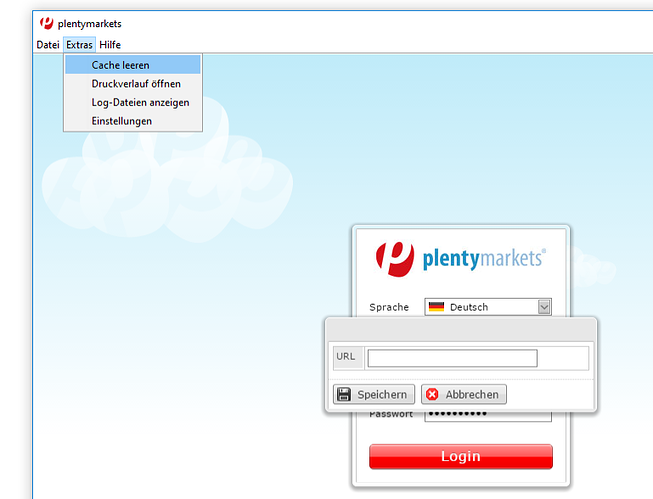 plentymarkets
Datei Extras Hilfe
Cache leeren
Druckverlauf öffnen
Log-Dateien anzeigen
Einstellungen
plentymarkets®
Sprache Deutsch
URL
Speichern Abbrechen
Passwort
Login